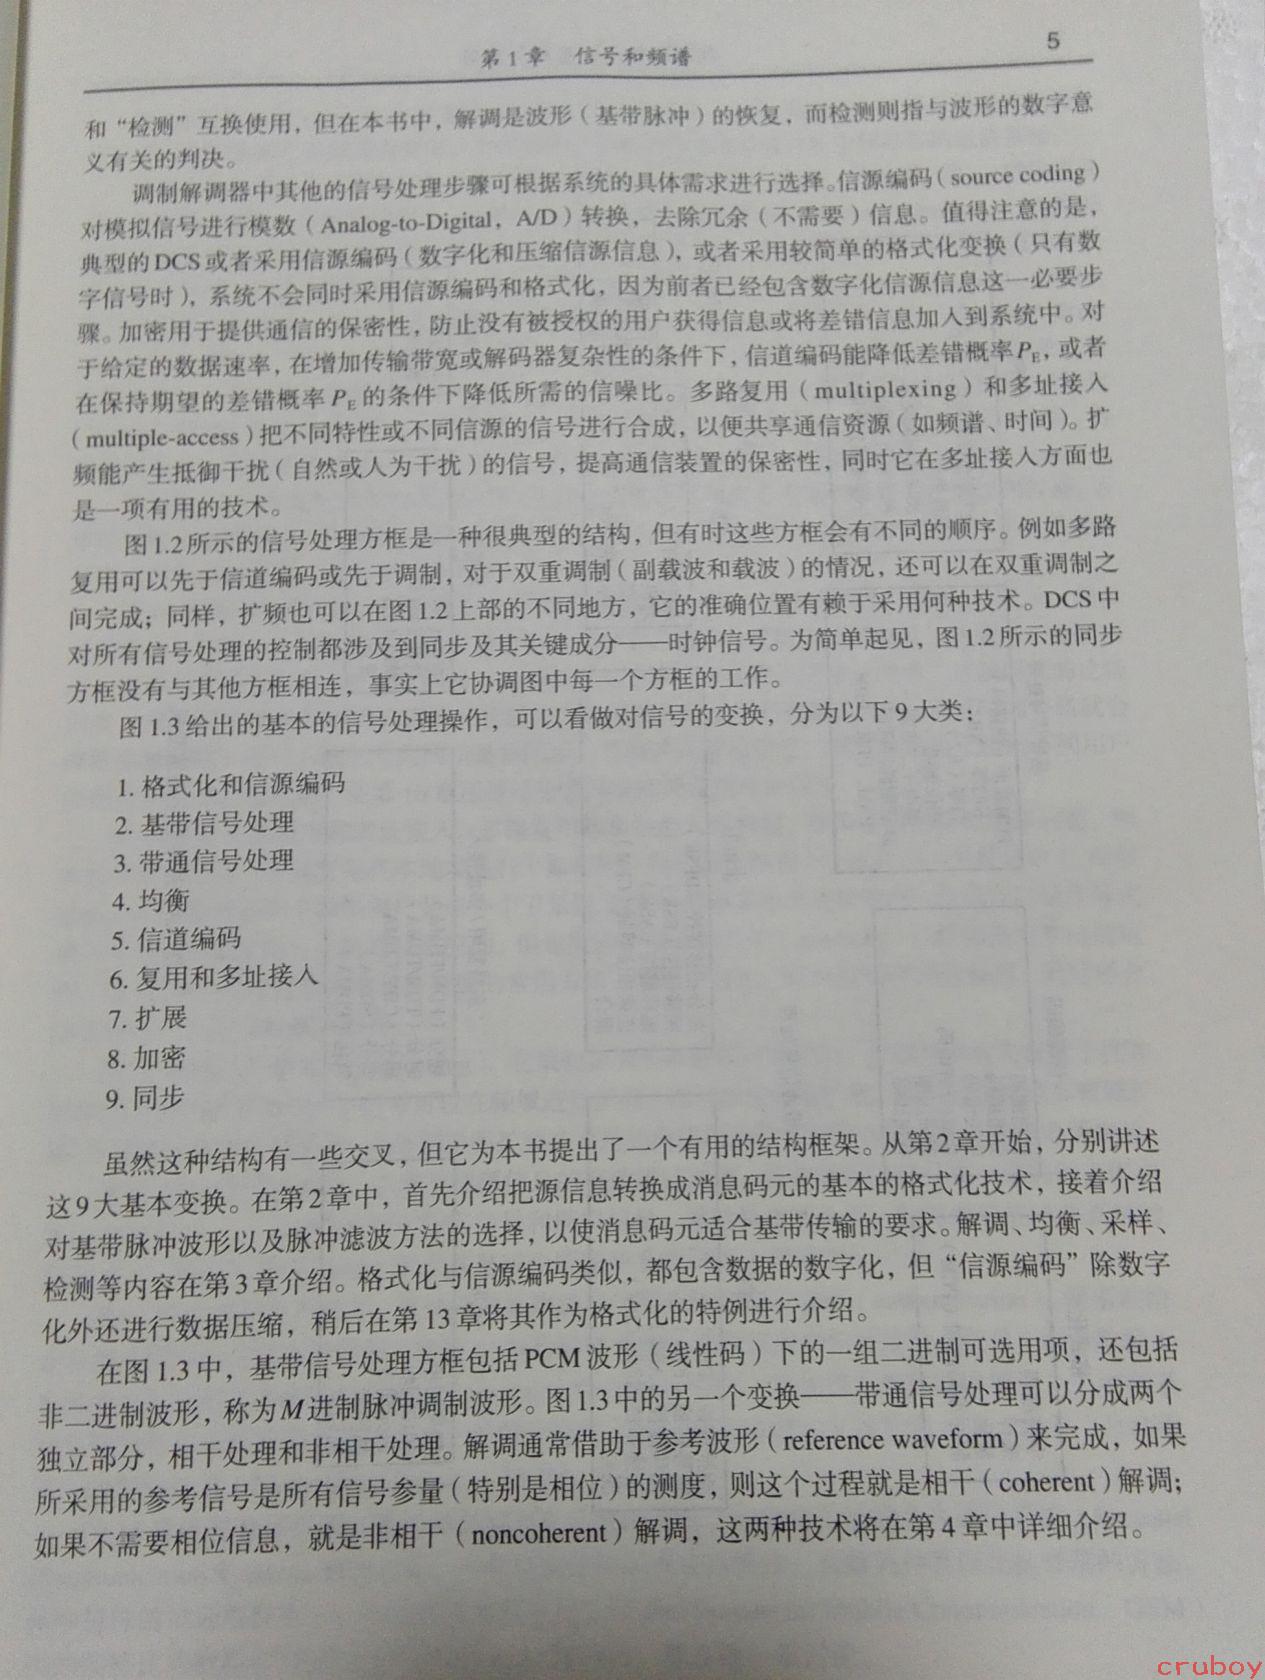 第1章 信号和频谱 5
和“检测”互换使用，但在本书中，解调是波形（基带脉冲）的恢复，而检测则指与波形的数字意
义有关的判决。
调制解调器中其他的信号处理步骤可根据系统的具体需求进行选择。信源编码（source coding）
对模拟信号进行模数（Analog-to-Digital，A/D）转换，去除冗余（不需要）信息。值得注意的是，
典型的DCS或者采用信源编码（数字化和压缩信源信息），或者采用较简单的格式化变换（只有数
字信号时），系统不会同时采用信源编码和格式化，因为前者已经包含数字化信源信息这一必要步
骤。加密用于提供通信的保密性，防止没有被授权的用户获得信息或将差错信息加入到系统中。对
于给定的数据速率，在增加传输带宽或解码器复杂性的条件下，信道编码能降低差错概率PE，或者
在保持期望的差错概率PE的条件下降低所需的信噪比。多路复用（multiplexing）和多址接入
（multiple-access）把不同特性或不同信源的信号进行合成，以便共享通信资源（如频谱、时间）。扩
频能产生抵御干扰（自然或人为干扰）的信号，提高通信装置的保密性，同时它在多址接入方面也
是一项有用的技术。
图1.2所示的信号处理方框是一种很典型的结构，但有时这些方框会有不同的顺序。例如多路
复用可以先于信道编码或先于调制，对于双重调制（副载波和载波）的情况，还可以在双重调制之
间完成；同样，扩频也可以在图1.2上部的不同地方，它的准确位置有赖于采用何种技术。DCS中
对所有信号处理的控制都涉及到同步及其关键成分——时钟信号。为简单起见，图1.2所示的同步
方框没有与其他方框相连，事实上它协调图中每一个方框的工作。
图1.3给出的基本的信号处理操作，可以看做对信号的变换，分为以下9大类：
1. 格式化和信源编码
2. 基带信号处理
3. 带通信号处理
4. 均衡
5. 信道编码
6. 复用和多址接入
7. 扩展
8. 加密
9. 同步
虽然这种结构有一些交叉，但它为本书提出了一个有用的结构框架。从第2章开始，分别讲述
这9大基本变换。在第2章中，首先介绍把源信息转换成消息码元的基本的格式化技术，接着介绍
对基带脉冲波形以及脉冲滤波方法的选择，以使消息码元适合基带传输的要求。解调、均衡、采样、
检测等内容在第3章介绍。格式化与信源编码类似，都包含数据的数字化，但“信源编码”除数字
化外还进行数据压缩，稍后在第13章将其作为格式化的特例进行介绍。
在图1.3中，基带信号处理方框包括PCM波形（线性码）下的一组二进制可选用项，还包括
非二进制波形，称为M进制脉冲调制波形。图1.3中的另一个变换——带通信号处理可以分成两个
独立部分，相干处理和非相干处理。解调通常借助于参考波形（reference waveform）来完成，如果
所采用的参考信号是所有信号参量（特别是相位）的测度，则这个过程就是相干（coherent）解调；
如果不需要相位信息，就是非相干（noncoherent）解调，这两种技术将在第4章中详细介绍。
cruboy